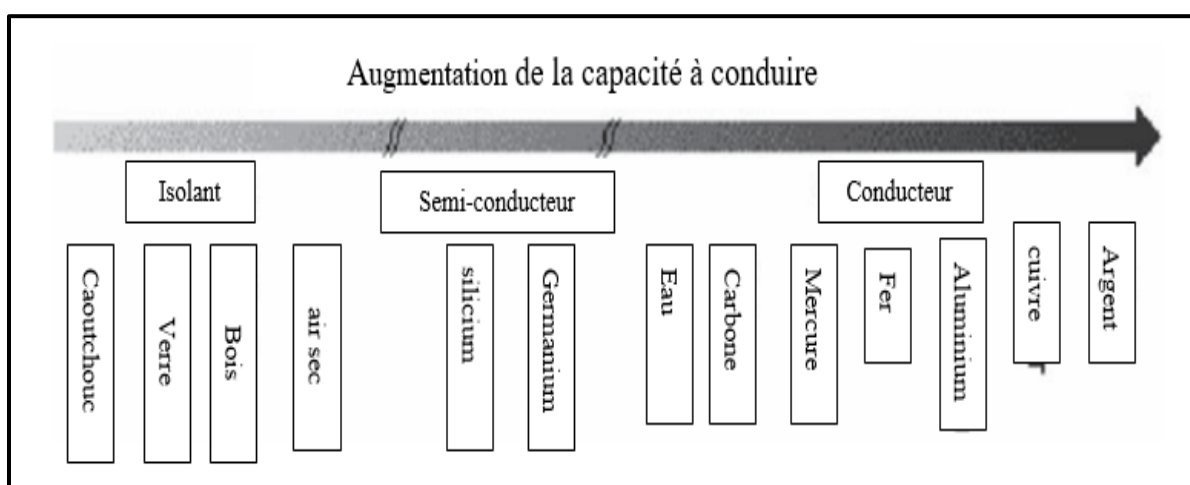 Augmentation de la capacité à conduire
Isolant
Semi-conducteur
Conducteur
Caoutchouc
Verre
Bois
air sec
silicium
Germanium
Eau
Carbone
Mercure
Fer
Aluminium
cuivre
Argent